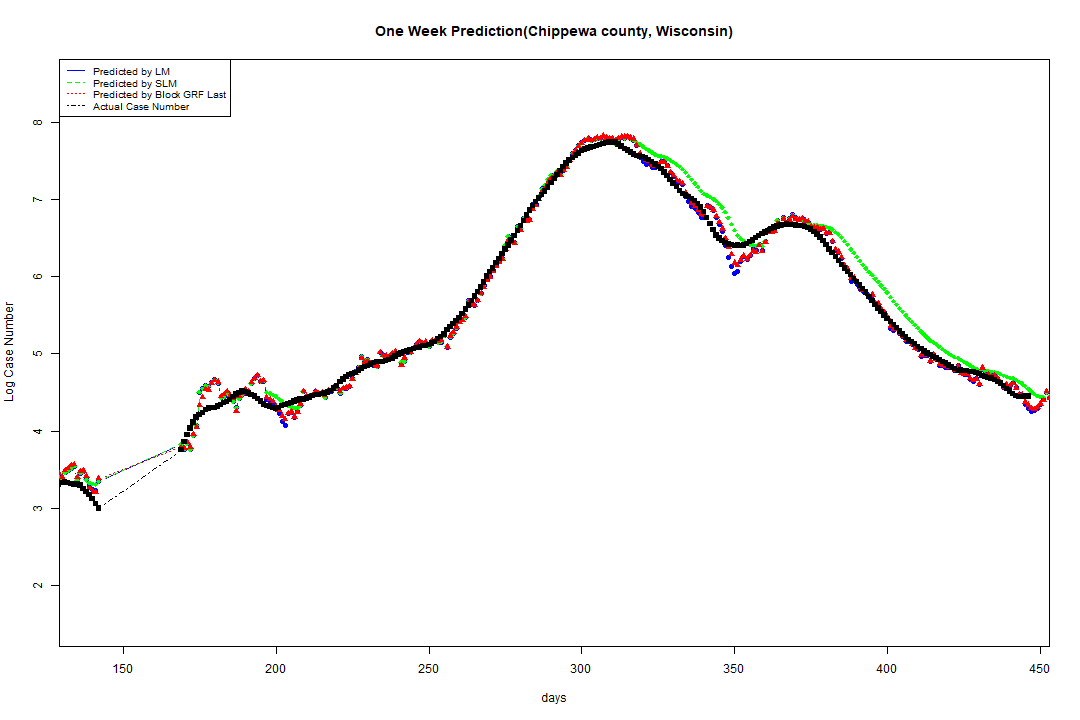 One Week Prediction(Chippewa county, Wisconsin)
Predicted by LM
Predicted by SLM
Predicted by Block GRF Last
Actual Case Number
8
7
6
5
4
3
2
Log Case Number
150 200 250 300 350 400 450
days